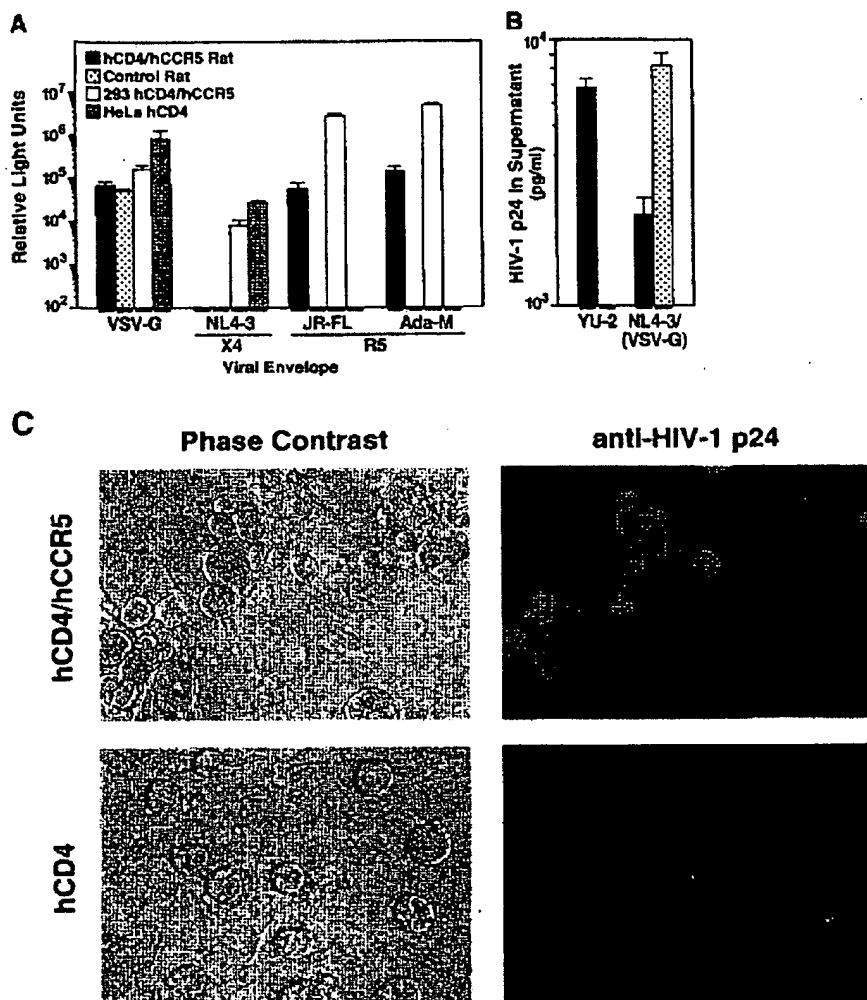 A
hCD4/hCCR5 Rat
Control Rat
293 hCD4/hCCR5
HeLa hCD4
Relative Light Units
10^7
10^6
10^5
10^4
10^3
10^2
VSV-G NL4-3 JR-FL Ada-M
X4 R5
Viral Envelope
B
HIV-1 p24 in Supernatant
(pg/ml)
10^4
10^3
YU-2 NL4-3/
(VSV-G)
C
Phase Contrast anti-HIV-1 p24
hCD4/hCCR5
hCD4